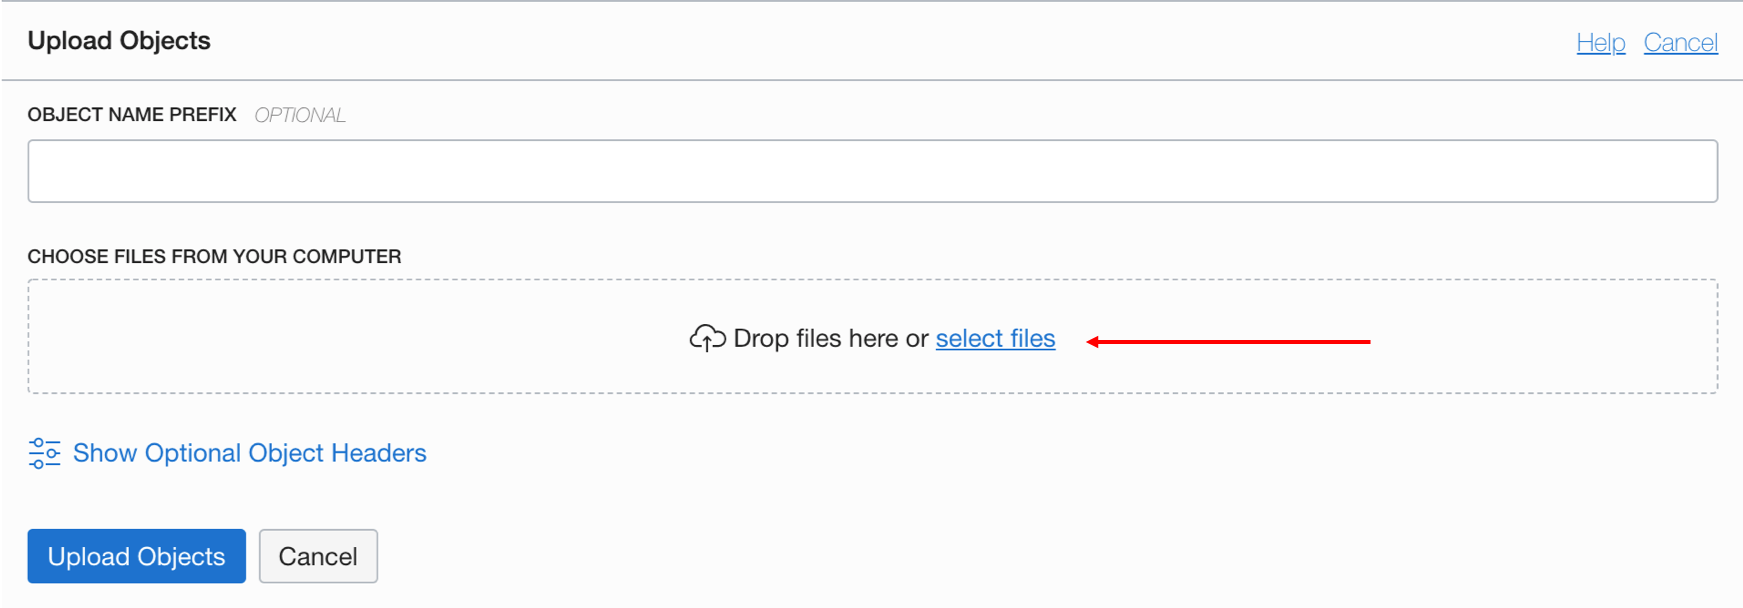 Upload Objects
Help Cancel
OBJECT NAME PREFIX OPTIONAL
CHOOSE FILES FROM YOUR COMPUTER
Drop files here or select files
Show Optional Object Headers
Upload Objects Cancel